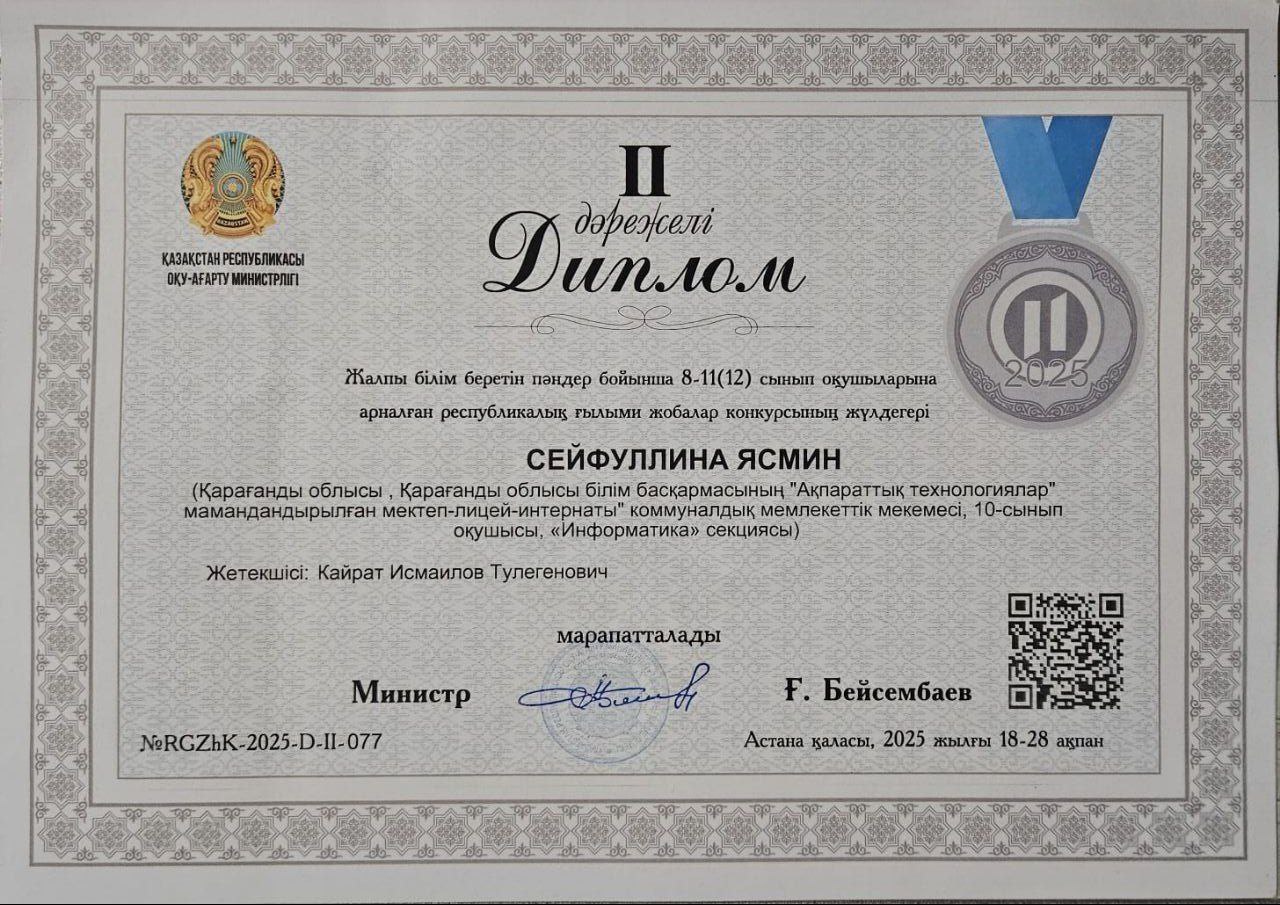 ҚАЗАҚСТАН РЕСПУБЛИКАСЫ
ОҚУ-АҒАРТУ МИНИСТРЛІГІ
II
дәрежелі
Диплом
II
2025
Жалпы білім беретін пәндер бойынша 8-11(12) сынып оқушыларына
арналған республикалық ғылыми жобалар конкурсының жүлдегері
СЕЙФУЛЛИНА ЯСМИН
(Қарағанды облысы , Қарағанды облысы білім басқармасының "Ақпараттық технологиялар"
мамандандырылған мектеп-лицей-интернаты" коммуналдық мемлекеттік мекемесі, 10-сынып
оқушысы, «Информатика» секциясы)
Жетекшісі: Кайрат Исмаилов Тулегенович
марапатталады
Министр
Ғ. Бейсембаев
№RGZhK-2025-D-II-077
Астана қаласы, 2025 жылғы 18-28 ақпан